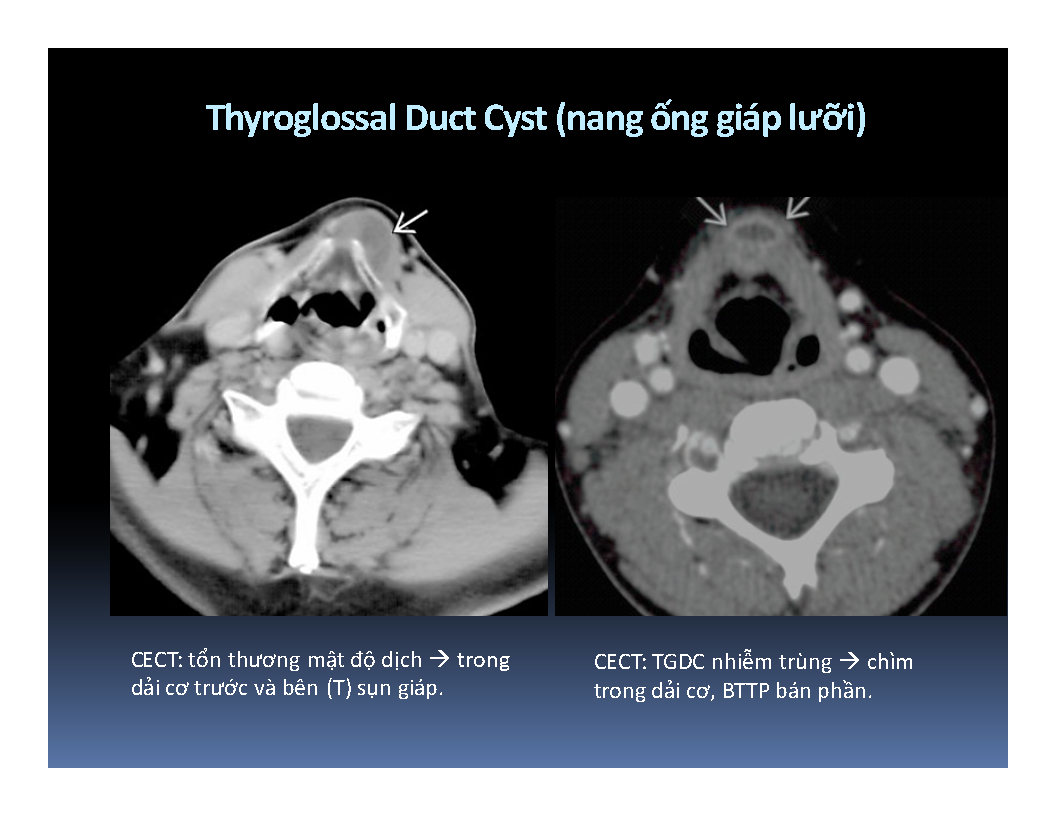 Thyroglossal Duct Cyst (nang ống giáp lưỡi)
CECT: tổn thương mật độ dịch → trong
dải cơ trước và bên (T) sụn giáp.
CECT: TGDC nhiễm trùng → chìm
trong dải cơ, BTTP bán phần.